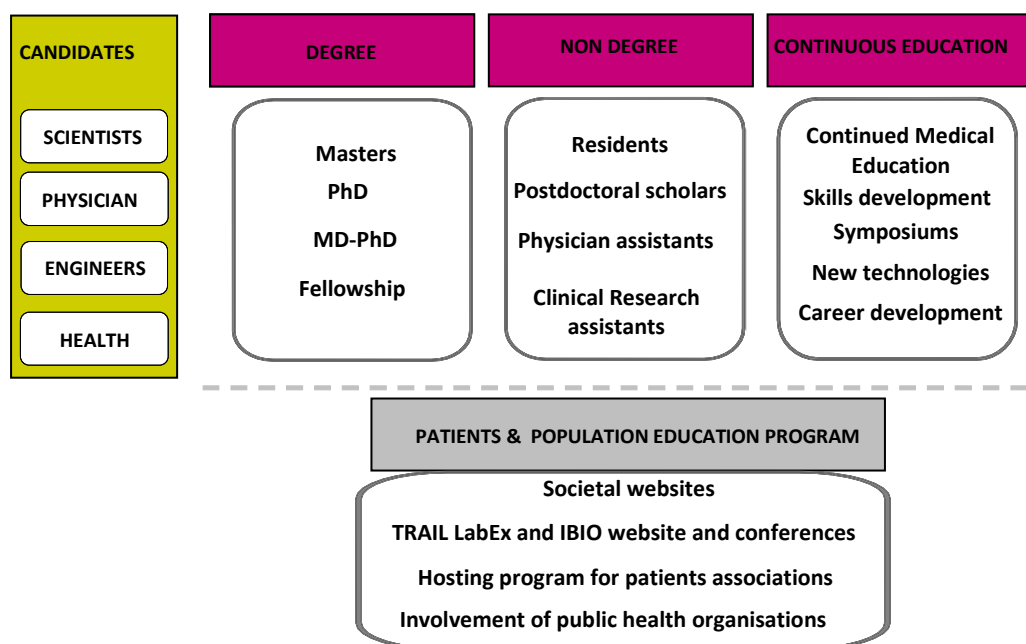 CANDIDATES
SCIENTISTS
PHYSICIAN
ENGINEERS
HEALTH
DEGREE
Masters
PhD
MD-PhD
Fellowship
NON DEGREE
Residents
Postdoctoral scholars
Physician assistants
Clinical Research
assistants
CONTINUOUS EDUCATION
Continued Medical
Education
Skills development
Symposiums
New technologies
Career development
PATIENTS & POPULATION EDUCATION PROGRAM
Societal websites
TRAIL LabEx and IBIO website and conferences
Hosting program for patients associations
Involvement of public health organisations